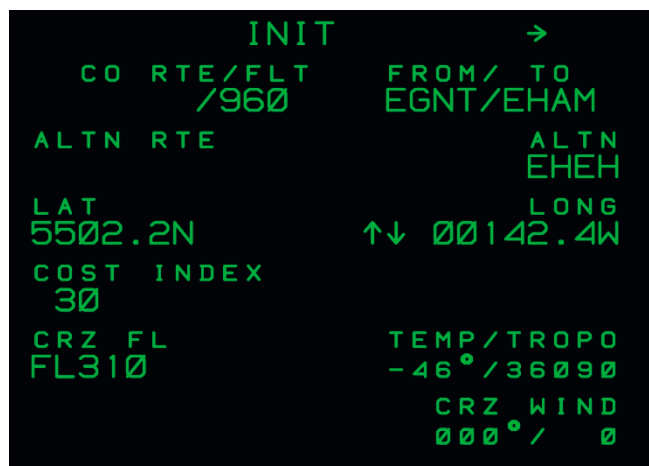 INIT →
CO RTE/FLT FROM/ TO
/960 EGNT/EHAM
ALTN RTE ALTN
EHEH
LAT LONG
5502.2N ↑↓ 00142.4W
COST INDEX
30
CRZ FL TEMP/TROPO
FL310 -46°/36090
CRZ WIND
000°/ 0